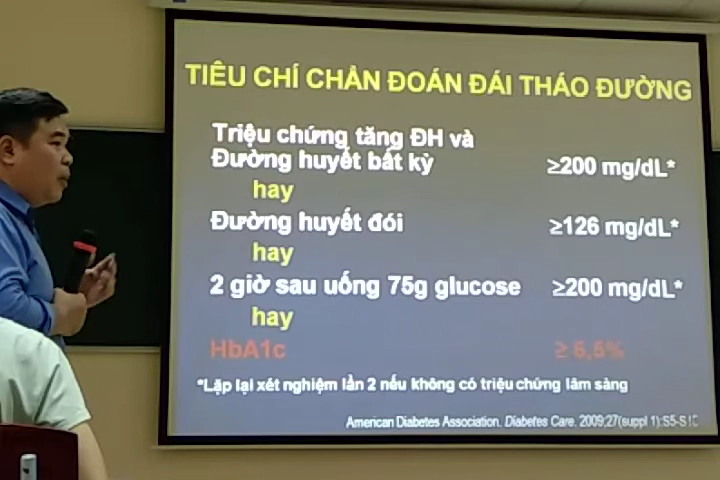 TIÊU CHÍ CHẨN ĐOÁN ĐÁI THÁO ĐƯỜNG
Triệu chứng tăng ĐH và
Đường huyết bất kỳ ≥200 mg/dL*
hay
Đường huyết đói ≥126 mg/dL*
hay
2 giờ sau uống 75g glucose ≥200 mg/dL*
hay
HbA1c ≥ 6,5%
*Lặp lại xét nghiệm lần 2 nếu không có triệu chứng lâm sàng
American Diabetes Association. Diabetes Care. 2009;27(suppl 1):S5-S10